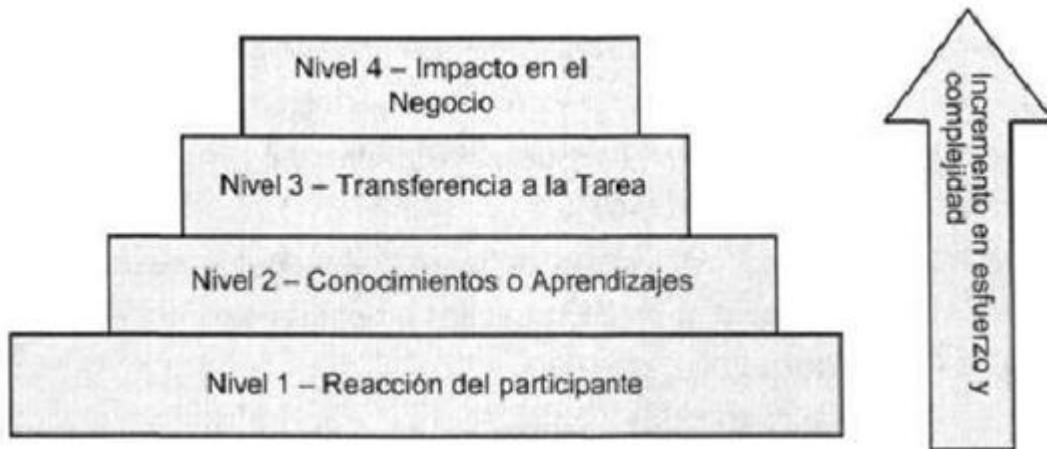 Nivel 4 – Impacto en el
Negocio
Nivel 3 – Transferencia a la Tarea
Nivel 2 – Conocimientos o Aprendizajes
Nivel 1 – Reacción del participante
Incremento en esfuerzo y
complejidad